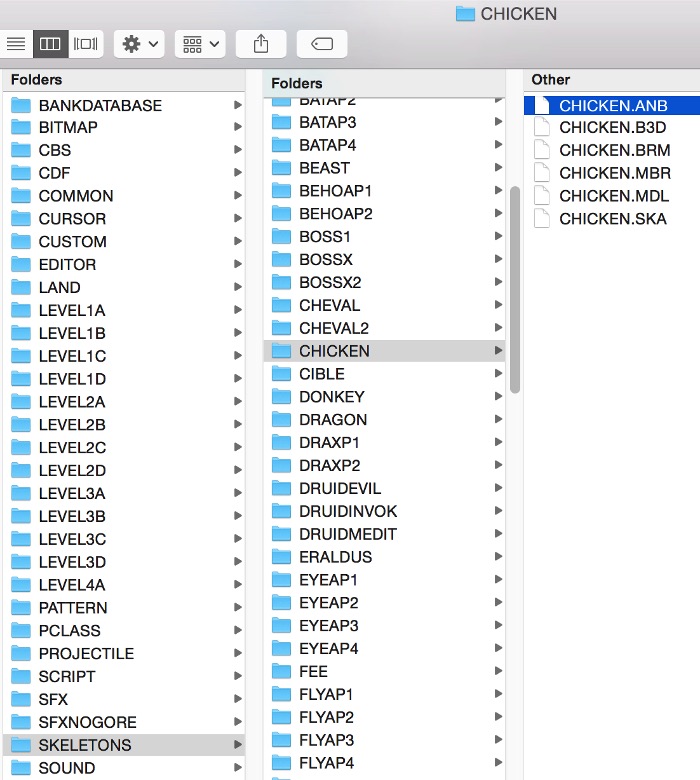 CHICKEN
Folders
BANKDATABASE
BITMAP
CBS
CDF
COMMON
CURSOR
CUSTOM
EDITOR
LAND
LEVEL1A
LEVEL1B
LEVEL1C
LEVEL1D
LEVEL2A
LEVEL2B
LEVEL2C
LEVEL2D
LEVEL3A
LEVEL3B
LEVEL3C
LEVEL3D
LEVEL4A
PATTERN
PCLASS
PROJECTILE
SCRIPT
SFX
SFXNOGORE
SKELETONS
SOUND
Folders
BATAP2
BATAP3
BATAP4
BEAST
BEHOAP1
BEHOAP2
BOSS1
BOSSX
BOSSX2
CHEVAL
CHEVAL2
CHICKEN
CIBLE
DONKEY
DRAGON
DRAXP1
DRAXP2
DRUIDEVIL
DRUIDINVOK
DRUIDMEDIT
ERALDUS
EYEAP1
EYEAP2
EYEAP3
EYEAP4
FEE
FLYAP1
FLYAP2
FLYAP3
FLYAP4
Other
CHICKEN.ANB
CHICKEN.B3D
CHICKEN.BRM
CHICKEN.MBR
CHICKEN.MDL
CHICKEN.SKA